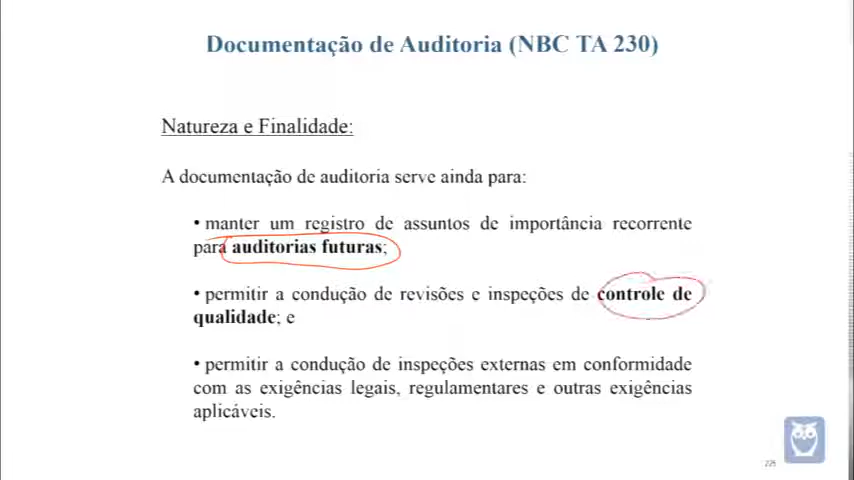 Documentação de Auditoria (NBC TA 230)
Natureza e Finalidade:
A documentação de auditoria serve ainda para:
• manter um registro de assuntos de importância recorrente
para auditorias futuras;
• permitir a condução de revisões e inspeções de controle de
qualidade; e
• permitir a condução de inspeções externas em conformidade
com as exigências legais, regulamentares e outras exigências
aplicáveis.